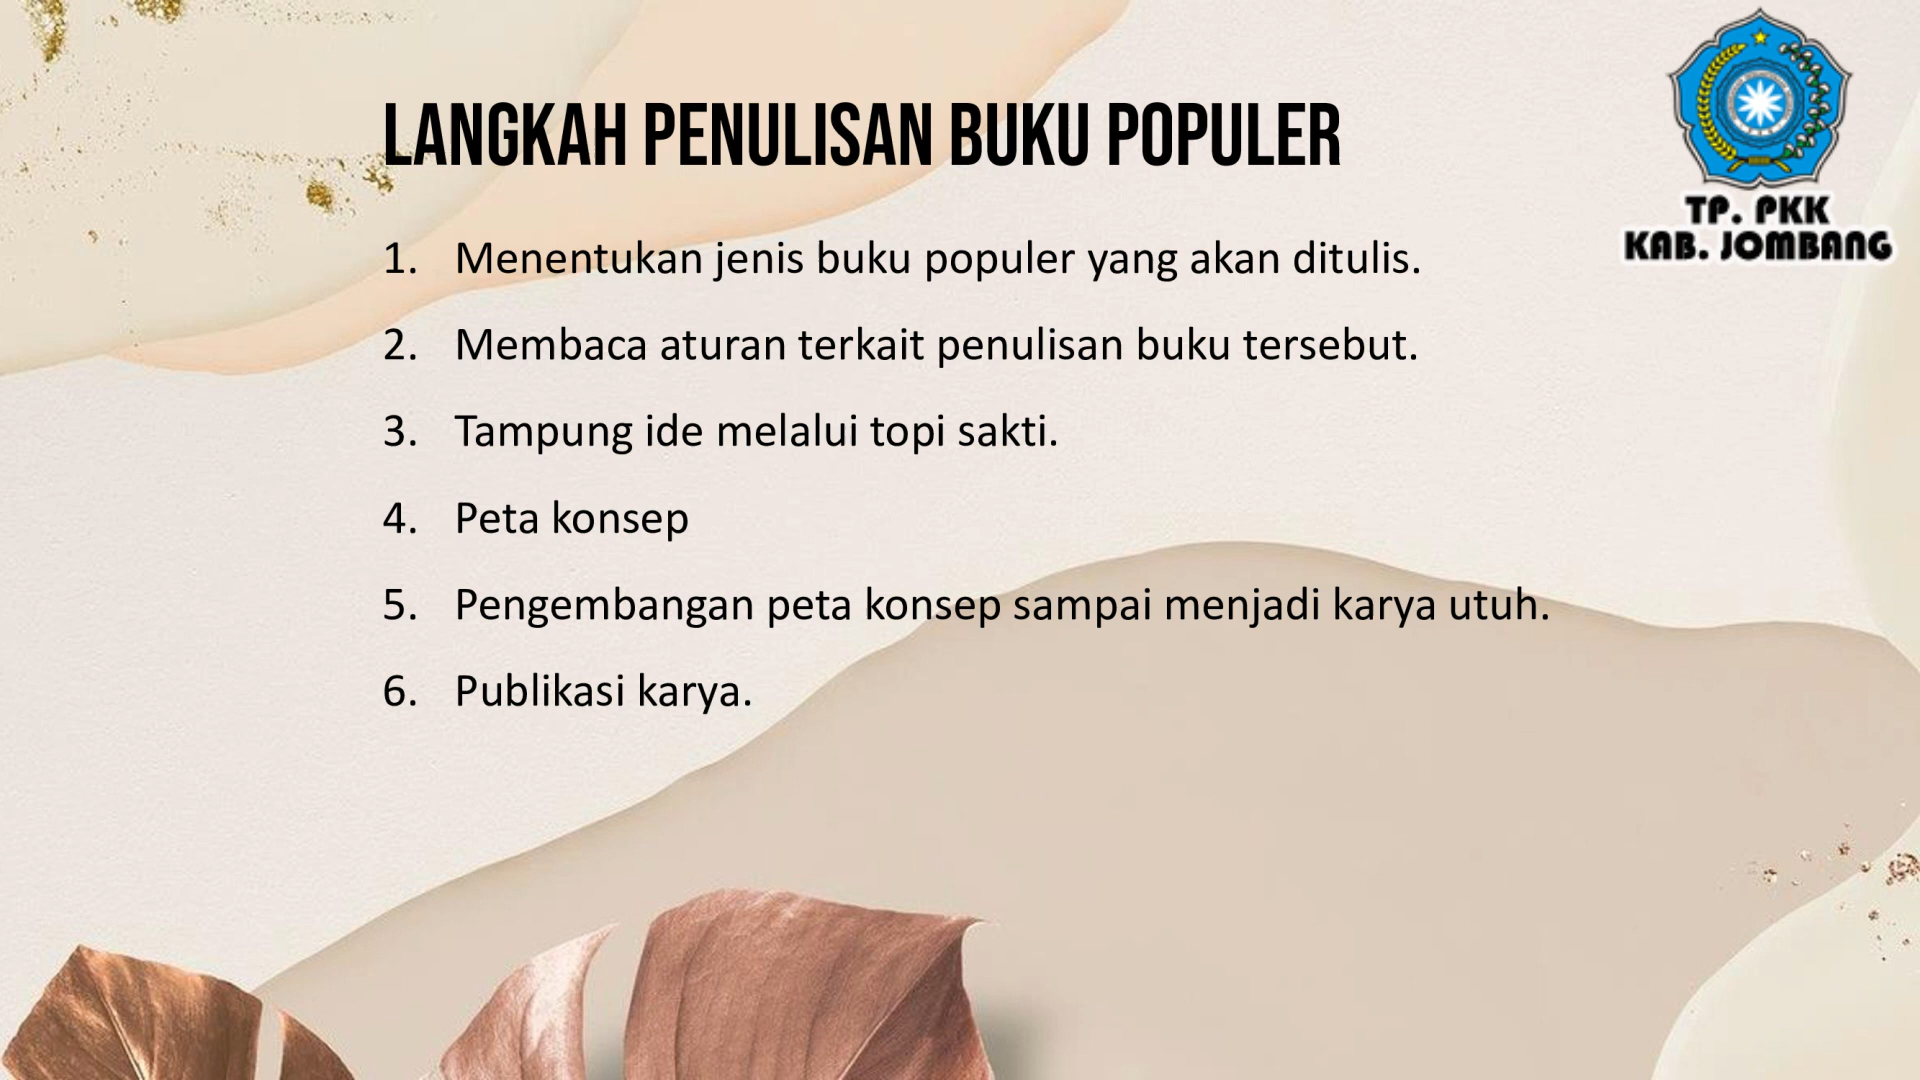 LANGKAH PENULISAN BUKU POPULER
TP. PKK
KAB. JOMBANG
1. Menentukan jenis buku populer yang akan ditulis.
2. Membaca aturan terkait penulisan buku tersebut.
3. Tampung ide melalui topi sakti.
4. Peta konsep
5. Pengembangan peta konsep sampai menjadi karya utuh.
6. Publikasi karya.